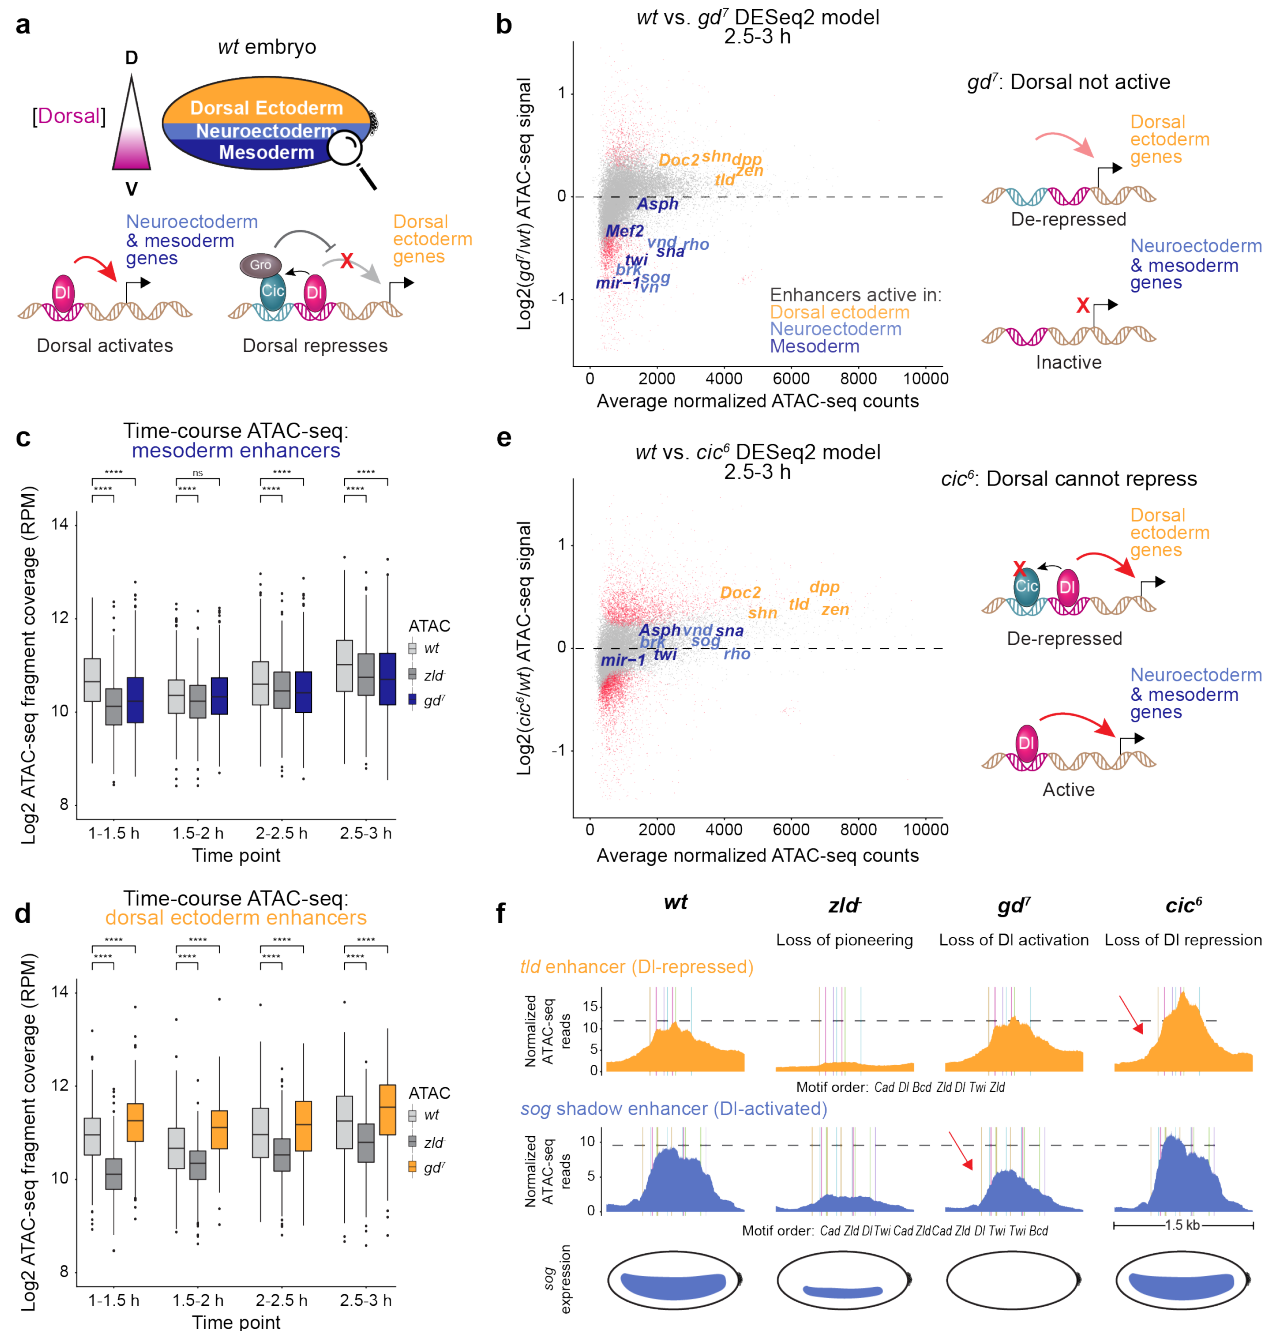 a
wt embryo
D
[Dorsal]
V
Dorsal Ectoderm
Neuroectoderm
Mesoderm
Neuroectoderm
& mesoderm
genes
Dl
Dorsal activates
Dorsal
ectoderm
genes
Gro
Cic
Dl
X
Dorsal represses
b
wt vs. gd⁷ DESeq2 model
2.5-3 h
Log2(gd⁷/wt) ATAC-seq signal
1
0
-1
Doc2 shn dpp
zen
tld
Asph
Mef2
vnd rho
sna
twi
brk
sog
mir−1
vn
Enhancers active in:
Dorsal ectoderm
Neuroectoderm
Mesoderm
0 2000 4000 6000 8000 10000
Average normalized ATAC-seq counts
gd⁷: Dorsal not active
Dorsal
ectoderm
genes
De-repressed
Neuroectoderm
& mesoderm
genes
X
Inactive
c
Time-course ATAC-seq:
mesoderm enhancers
**** ns **** ****
**** **** **** ****
Log2 ATAC-seq fragment coverage (RPM)
14
12
10
8
ATAC
wt
zld-
gd⁷
1-1.5 h 1.5-2 h 2-2.5 h 2.5-3 h
Time point
e
wt vs. cic⁶ DESeq2 model
2.5-3 h
Log2(cic⁶/wt) ATAC-seq signal
1
0
-1
Doc2
dpp
tld
shn
zen
Asph vnd sna
brk
sog
twi
rho
mir−1
0 2000 4000 6000 8000 10000
Average normalized ATAC-seq counts
cic⁶: Dorsal cannot repress
Dorsal
ectoderm
genes
X
Cic
Dl
De-repressed
Neuroectoderm
& mesoderm
genes
Dl
Active
d
Time-course ATAC-seq:
dorsal ectoderm enhancers
**** **** **** ****
**** **** **** ****
Log2 ATAC-seq fragment coverage (RPM)
14
12
10
8
ATAC
wt
zld-
gd⁷
1-1.5 h 1.5-2 h 2-2.5 h 2.5-3 h
Time point
f
wt zld- gd⁷ cic⁶
Loss of pioneering Loss of Dl activation Loss of Dl repression
tld enhancer (Dl-repressed)
Normalized
ATAC-seq
reads
15
10
5
0
Motif order: Cad Dl Bcd Zld Dl Twi Zld
sog shadow enhancer (Dl-activated)
Normalized
ATAC-seq
reads
10
5
0
Motif order: Cad Zld Dl Twi Cad Zld Cad Zld Dl Twi Twi Bcd
1.5 kb
sog
expression